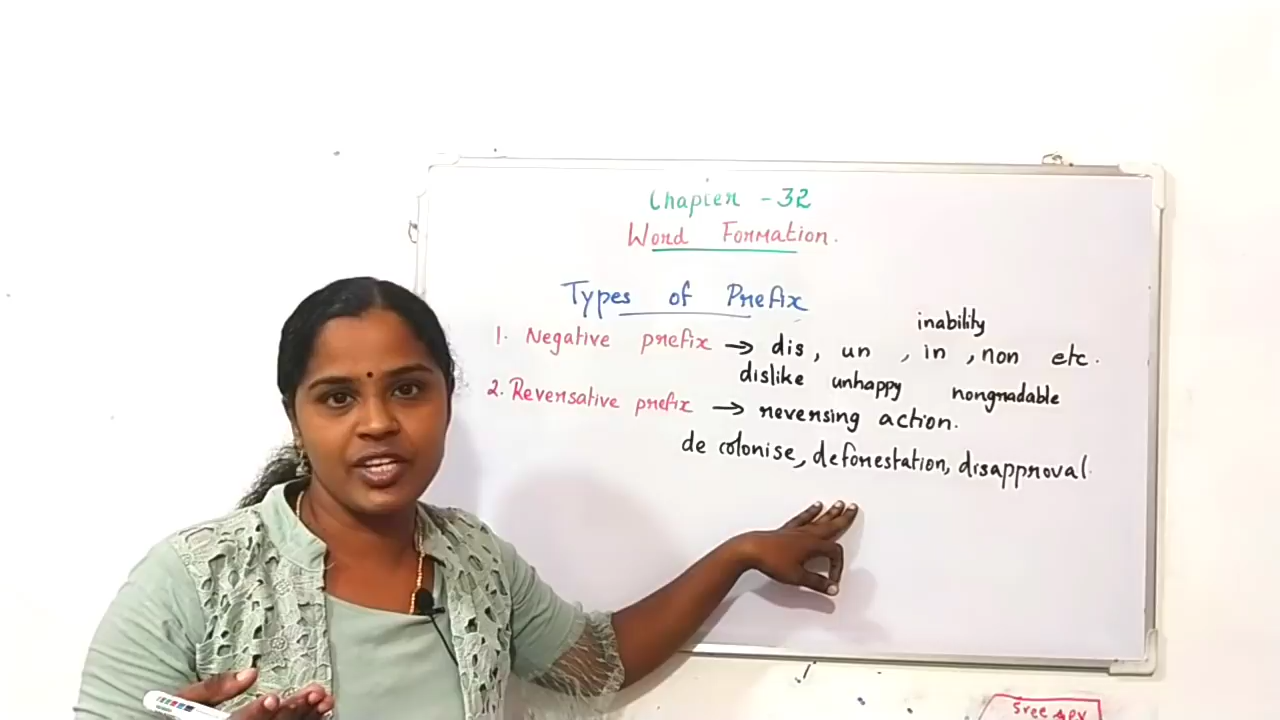 Chapter - 32
Word Formation.
Types of Prefix
inability
1. Negative prefix → dis, un, in, non etc.
dislike unhappy nongradable
2. Reversative prefix → reversing action.
de colonise, deforestation, disapproval.
Sree